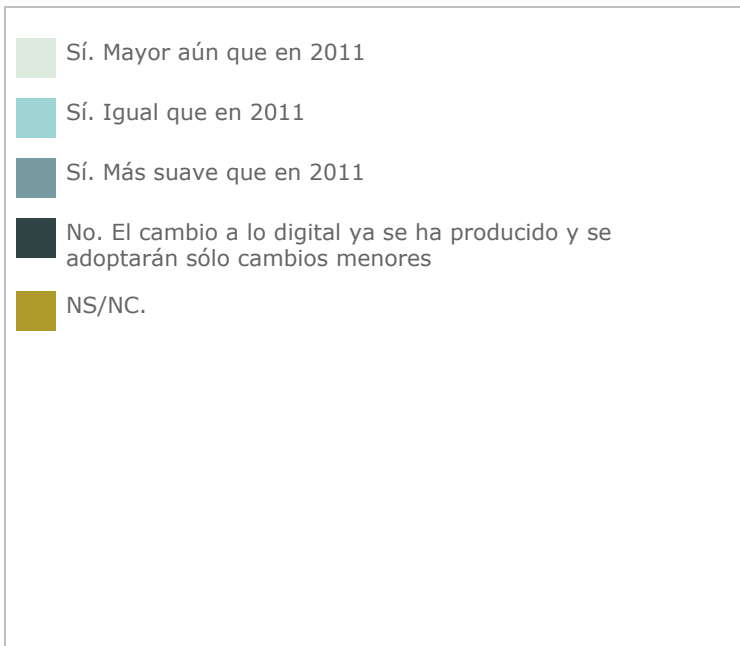 Sí. Mayor aún que en 2011
Sí. Igual que en 2011
Sí. Más suave que en 2011
No. El cambio a lo digital ya se ha producido y se
adoptarán sólo cambios menores
NS/NC.